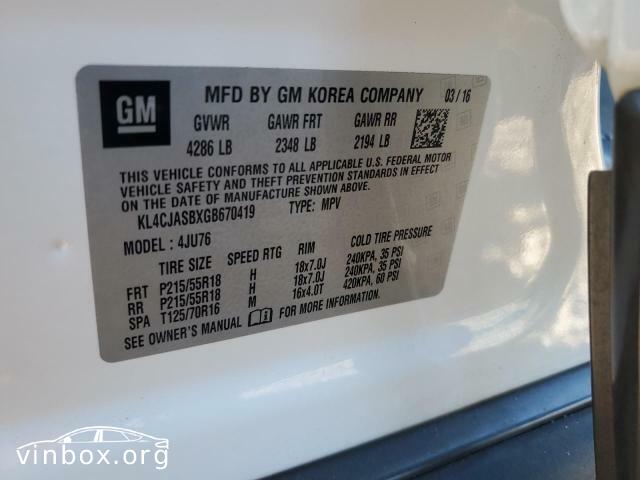 GM MFD BY GM KOREA COMPANY 03/16
GVWR GAWR FRT GAWR RR
4286 LB 2348 LB 2194 LB
THIS VEHICLE CONFORMS TO ALL APPLICABLE U.S. FEDERAL MOTOR
VEHICLE SAFETY AND THEFT PREVENTION STANDARDS IN EFFECT
ON THE DATE OF MANUFACTURE SHOWN ABOVE.
KL4CJASBXGB670419 TYPE: MPV
MODEL: 4JU76
TIRE SIZE SPEED RTG RIM COLD TIRE PRESSURE
FRT P215/55R18 H 18x7.0J 240KPA, 35 PSI
RR P215/55R18 H 18x7.0J 240KPA, 35 PSI
SPA T125/70R16 M 16x4.0T 420KPA, 60 PSI
SEE OWNER'S MANUAL FOR MORE INFORMATION.
vinbox.org